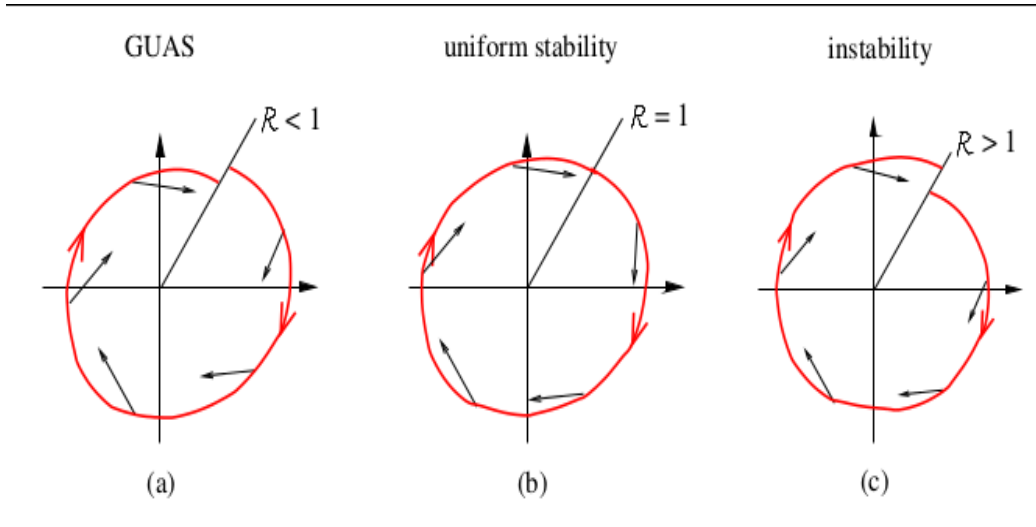 GUAS
uniform stability
instability
ℛ < 1
ℛ = 1
ℛ > 1
(a)
(b)
(c)